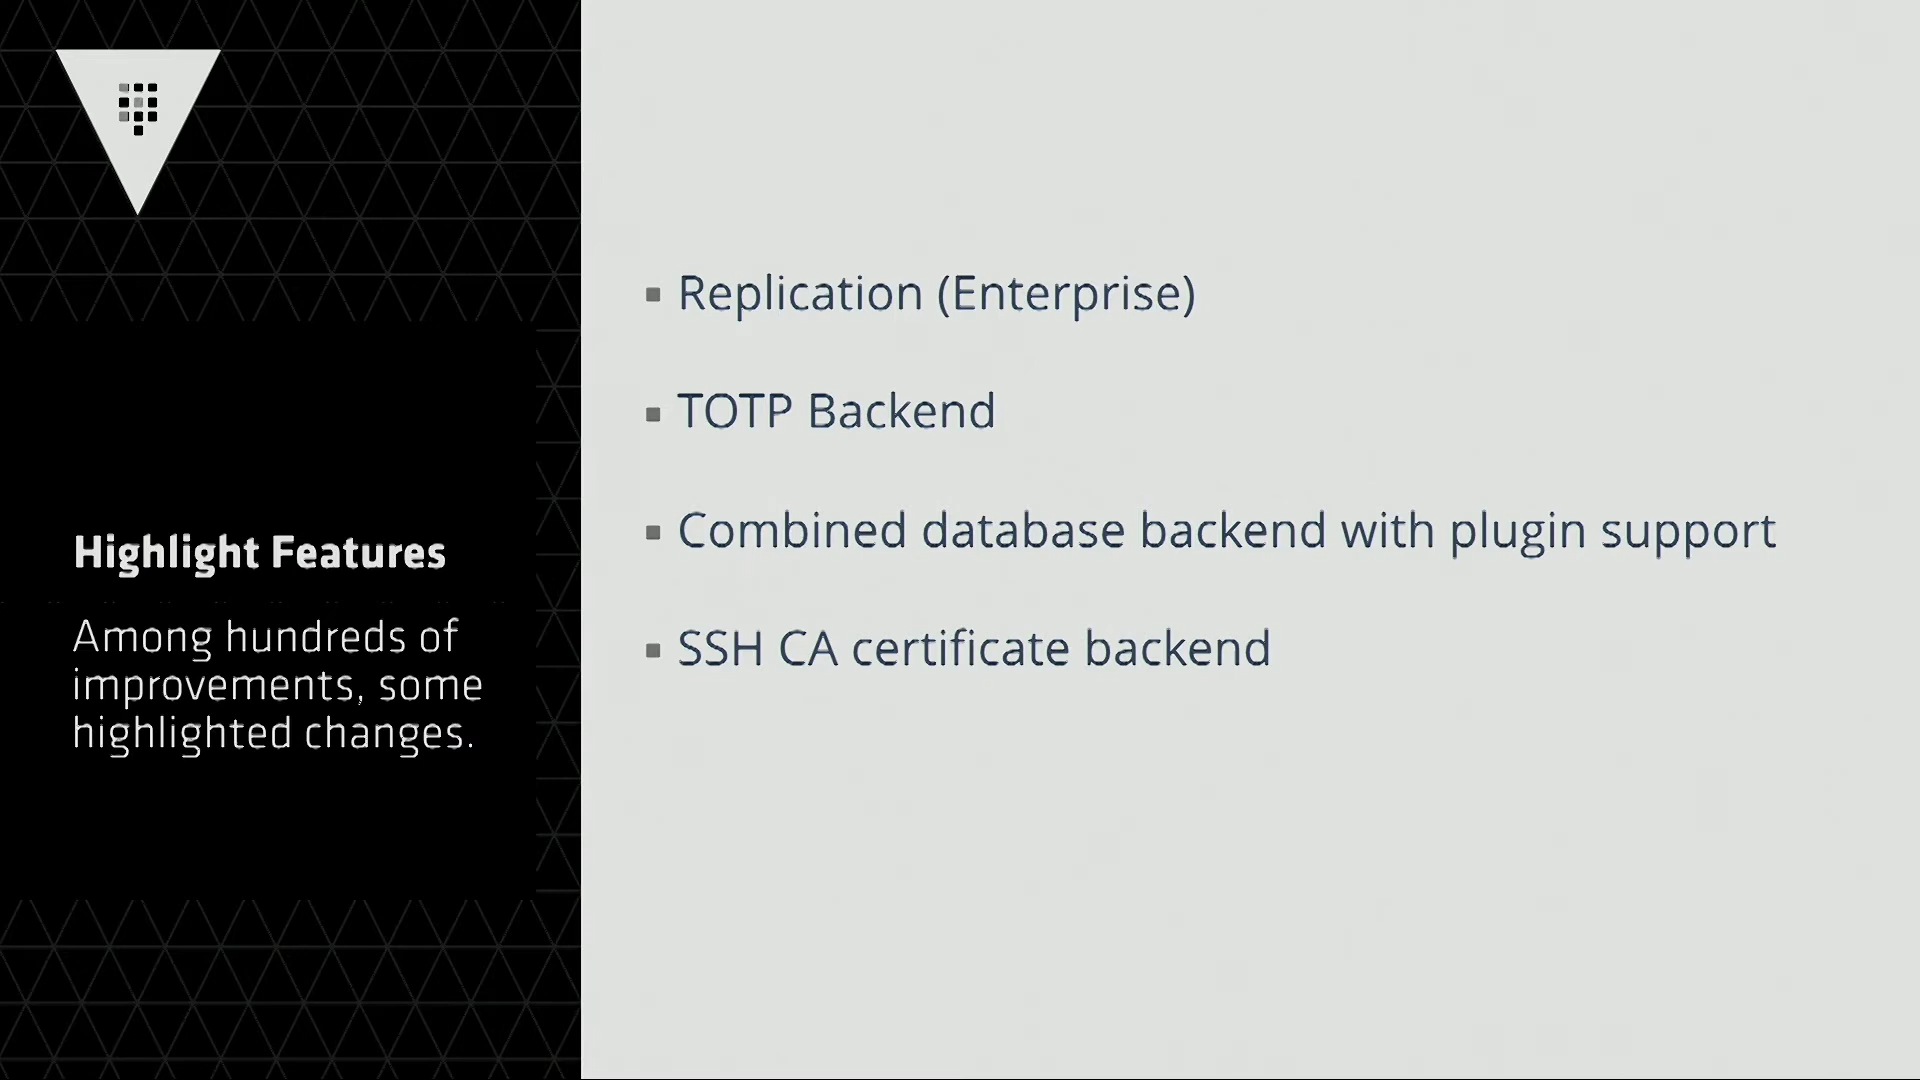 Highlight Features
Among hundreds of
improvements, some
highlighted changes.
Replication (Enterprise)
TOTP Backend
Combined database backend with plugin support
SSH CA certificate backend